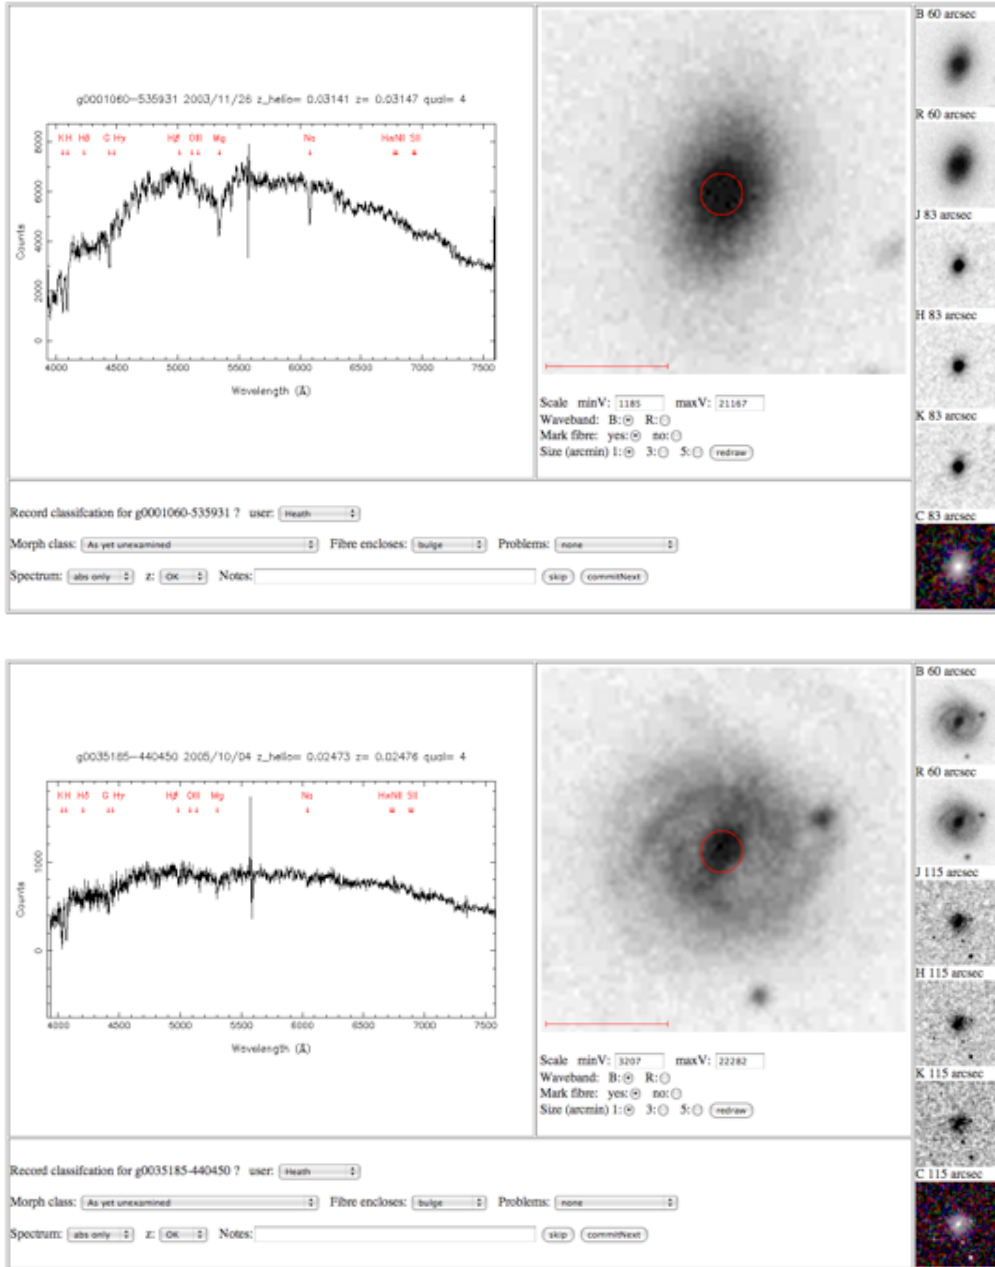 g0001060-535931 2003/11/26 z_helio= 0.03141 z= 0.03147 qual= 4
KH Hδ G Hγ Hβ OIII Mg Na HαNII SII
8000
6000
4000
2000
0
Counts
4000 4500 5000 5500 6000 6500 7000 7500
Wavelength (Å)
Scale minV: 1185 maxV: 21167
Waveband: B: R:
Mark fibre: yes: no:
Size (arcmin) 1: 3: 5: redraw
B 60 arcsec
R 60 arcsec
J 83 arcsec
H 83 arcsec
K 83 arcsec
C 83 arcsec
Record classifcation for g0001060-535931 ? user: Heath
Morph class: As yet unexamined Fibre encloses: bulge Problems: none
Spectrum: abs only z: OK Notes: skip commitNext
g0035185-440450 2005/10/04 z_helio= 0.02473 z= 0.02476 qual= 4
KH Hδ G Hγ Hβ OIII Mg Na HαNII SII
1000
0
Counts
4000 4500 5000 5500 6000 6500 7000 7500
Wavelength (Å)
Scale minV: 3207 maxV: 22282
Waveband: B: R:
Mark fibre: yes: no:
Size (arcmin) 1: 3: 5: redraw
B 60 arcsec
R 60 arcsec
J 115 arcsec
H 115 arcsec
K 115 arcsec
C 115 arcsec
Record classifcation for g0035185-440450 ? user: Heath
Morph class: As yet unexamined Fibre encloses: bulge Problems: none
Spectrum: abs only z: OK Notes: skip commitNext